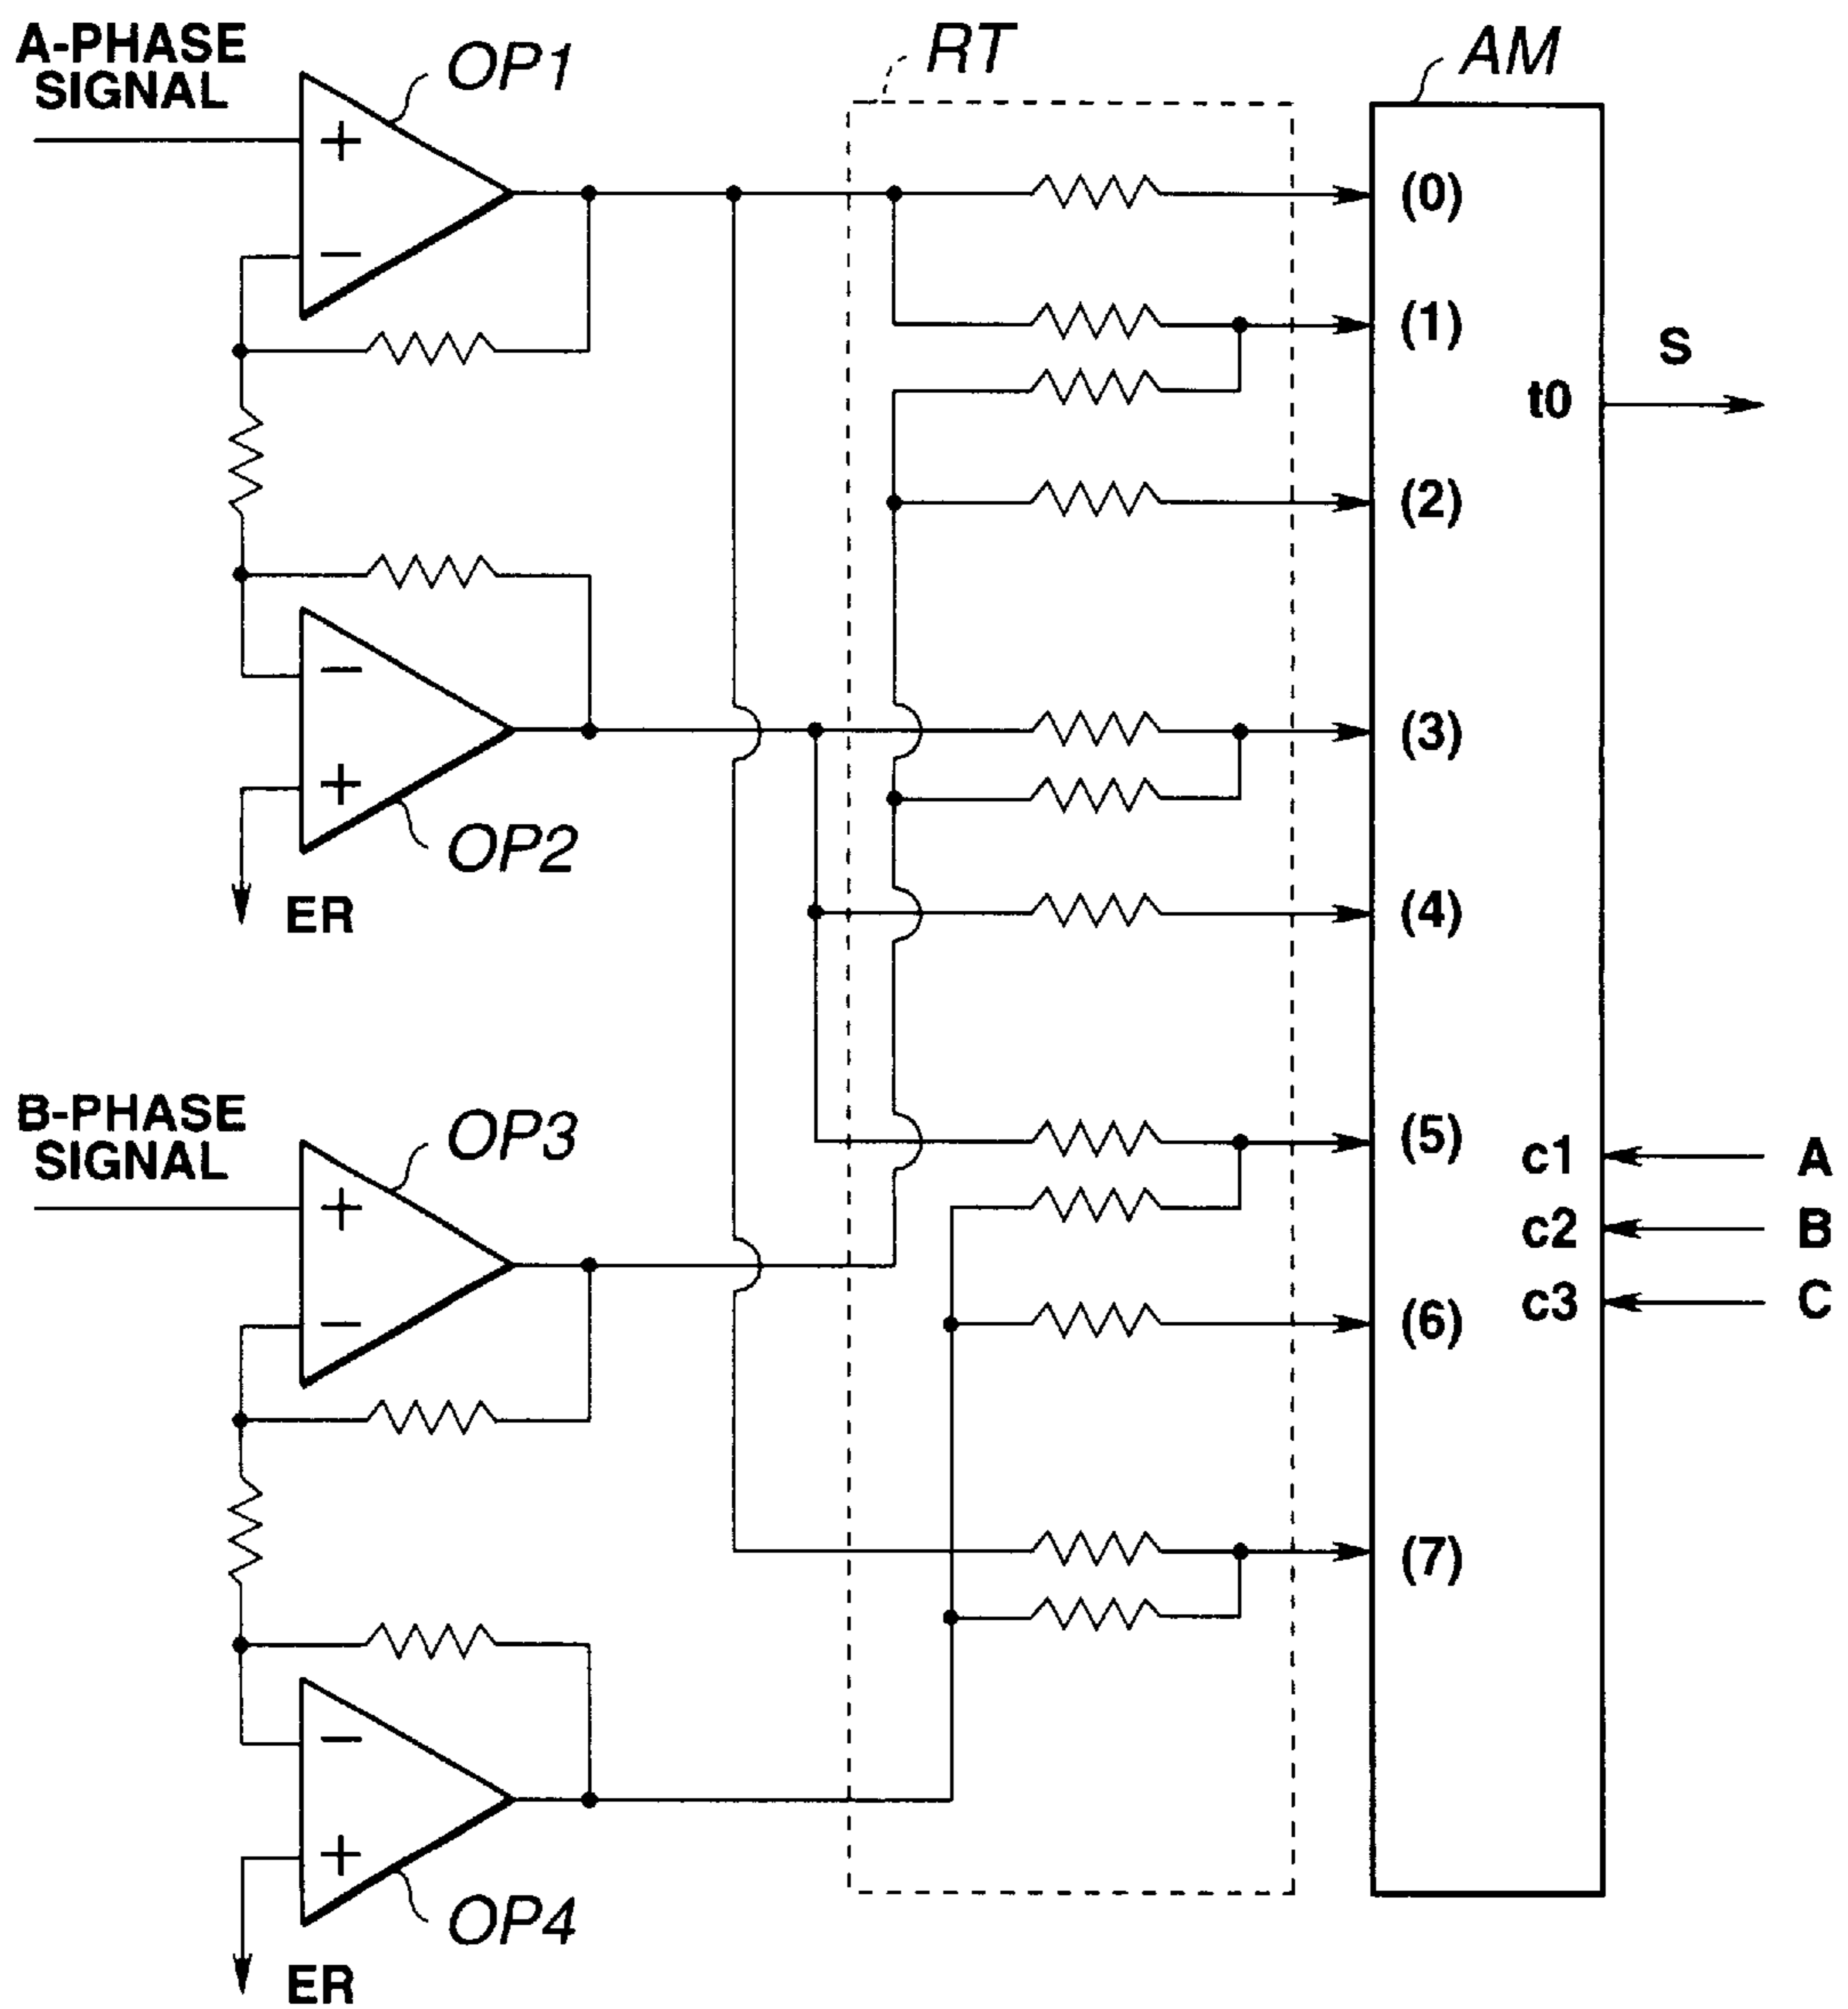 A-PHASE
SIGNAL
OP1
RT
AM
+
−
(0)
(1)
S
t0
(2)
−
+
OP2
ER
(3)
(4)
B-PHASE
SIGNAL
OP3
+
−
(5)
c1
A
c2
B
c3
C
(6)
(7)
−
+
OP4
ER